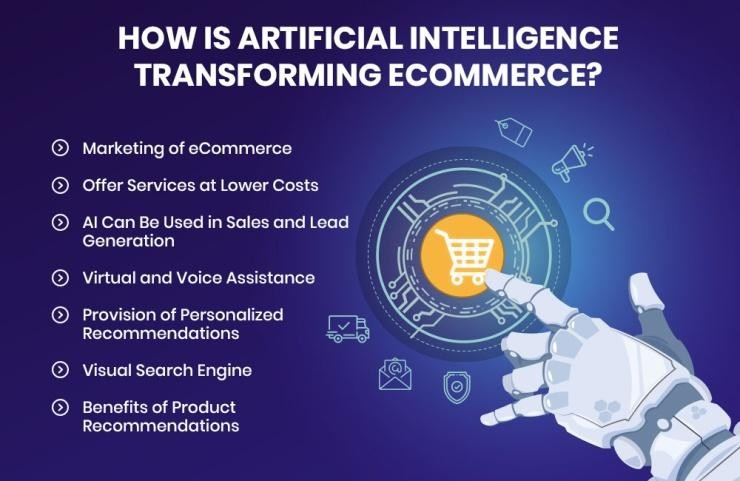 HOW IS ARTIFICIAL INTELLIGENCE
TRANSFORMING ECOMMERCE?
Marketing of eCommerce
Offer Services at Lower Costs
AI Can Be Used in Sales and Lead
Generation
Virtual and Voice Assistance
Provision of Personalized
Recommendations
Visual Search Engine
Benefits of Product
Recommendations